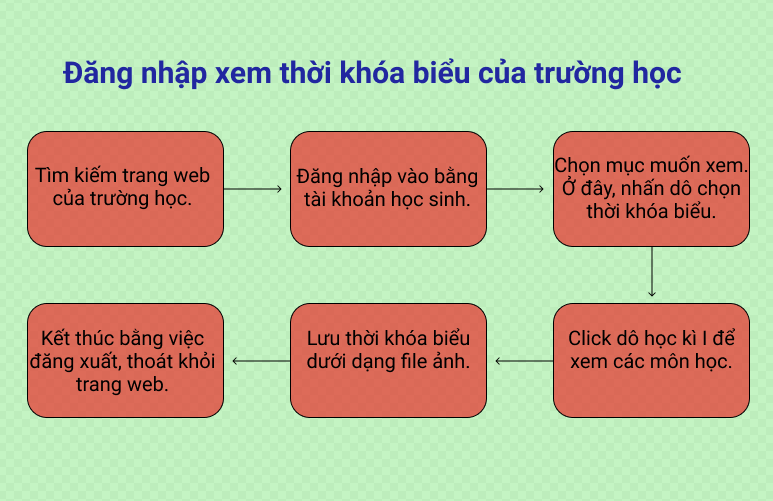 Đăng nhập xem thời khóa biểu của trường học
Tìm kiếm trang web
của trường học.
Đăng nhập vào bằng
tài khoản học sinh.
Chọn mục muốn xem.
Ở đây, nhấn dô chọn
thời khóa biểu.
Click dô học kì I để
xem các môn học.
Lưu thời khóa biểu
dưới dạng file ảnh.
Kết thúc bằng việc
đăng xuất, thoát khỏi
trang web.